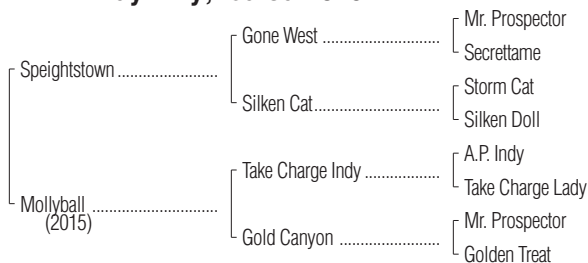 Mr. Prospector
Gone West ........................
Secrettame
Speightstown ....................
Storm Cat
Silken Cat.........................
Silken Doll
A.P. Indy
Take Charge Indy ...............
Take Charge Lady
Mollyball .........................
(2015)
Mr. Prospector
Gold Canyon ....................
Golden Treat